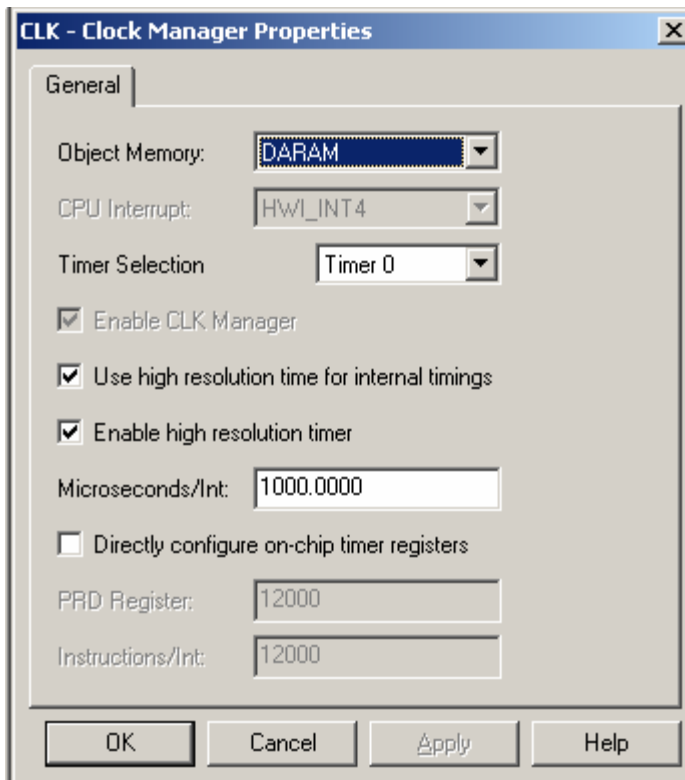 CLK - Clock Manager Properties
General
Object Memory: DARAM
CPU Interrupt: HWI_INT4
Timer Selection Timer 0
Enable CLK Manager
Use high resolution time for internal timings
Enable high resolution timer
Microseconds/Int: 1000.0000
Directly configure on-chip timer registers
PRD Register: 12000
Instructions/Int: 12000
OK Cancel Apply Help